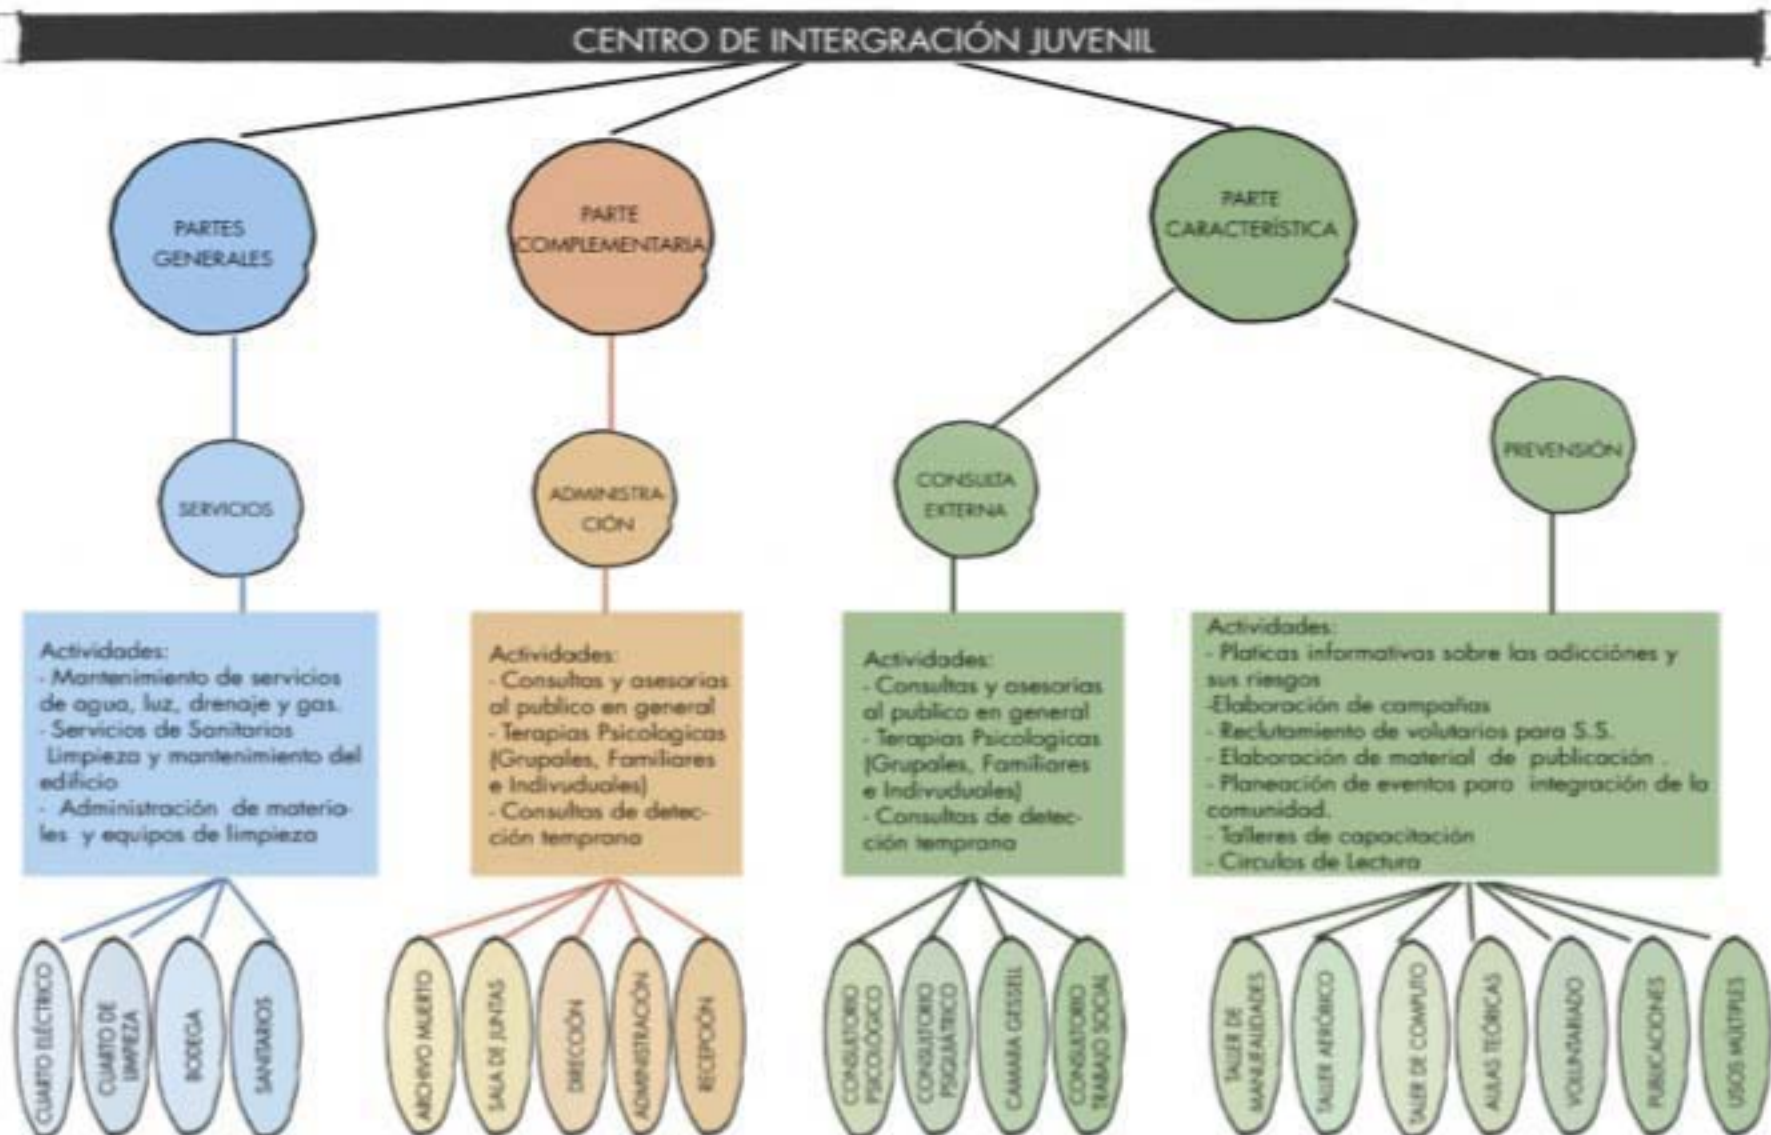 CENTRO DE INTERGRACIÓN JUVENIL
PARTES
GENERALES
PARTE
COMPLEMENTARIA
PARTE
CARACTERÍSTICA
SERVICIOS
ADMINISTRA-
CIÓN
CONSULTA
EXTERNA
PREVENSIÓN
Actividades:
- Mantenimiento de servicios
de agua, luz, drenaje y gas.
- Servicios de Sanitarios
Limpieza y mantenimiento del
edificio
- Administración de materia-
les y equipos de limpieza
Actividades:
- Consultas y asesorias
al publico en general
- Terapias Psicologicas
(Grupales, Familiares
e Indivuduales)
- Consultas de detec-
ción temprana
Actividades:
- Consultas y asesorias
al publico en general
- Terapias Psicologicas
(Grupales, Familiares
e Indivuduales)
- Consultas de detec-
ción temprana
Actividades:
- Platicas informativas sobre las adicciónes y
sus riesgos
-Elaboración de campañas
- Reclutamiento de volutarios para S.S.
- Elaboración de material de publicación .
- Planeación de eventos para integración de la
comunidad.
- Talleres de capacitación
- Circulos de Lectura
CUARTO ELÉCTRICO
CUARTO DE
LIMPIEZA
BODEGA
SANITARIOS
ARCHIVO MUERTO
SALA DE JUNTAS
DIRECCIÓN
ADMINISTRACIÓN
RECEPCIÓN
CONSULTORIO
PSICOLÓGICO
CONSULTORIO
PSIQUIÁTRICO
CAMARA GESSELL
CONSULTORIO
TRABAJO SOCIAL
TALLER DE
MANUEALIDADES
TALLER AERÓBICO
TALER DE COMPUTO
AULAS TEÓRICAS
VOLUNTARIADO
PUBLICACIONES
USOS MÚLTIPLES